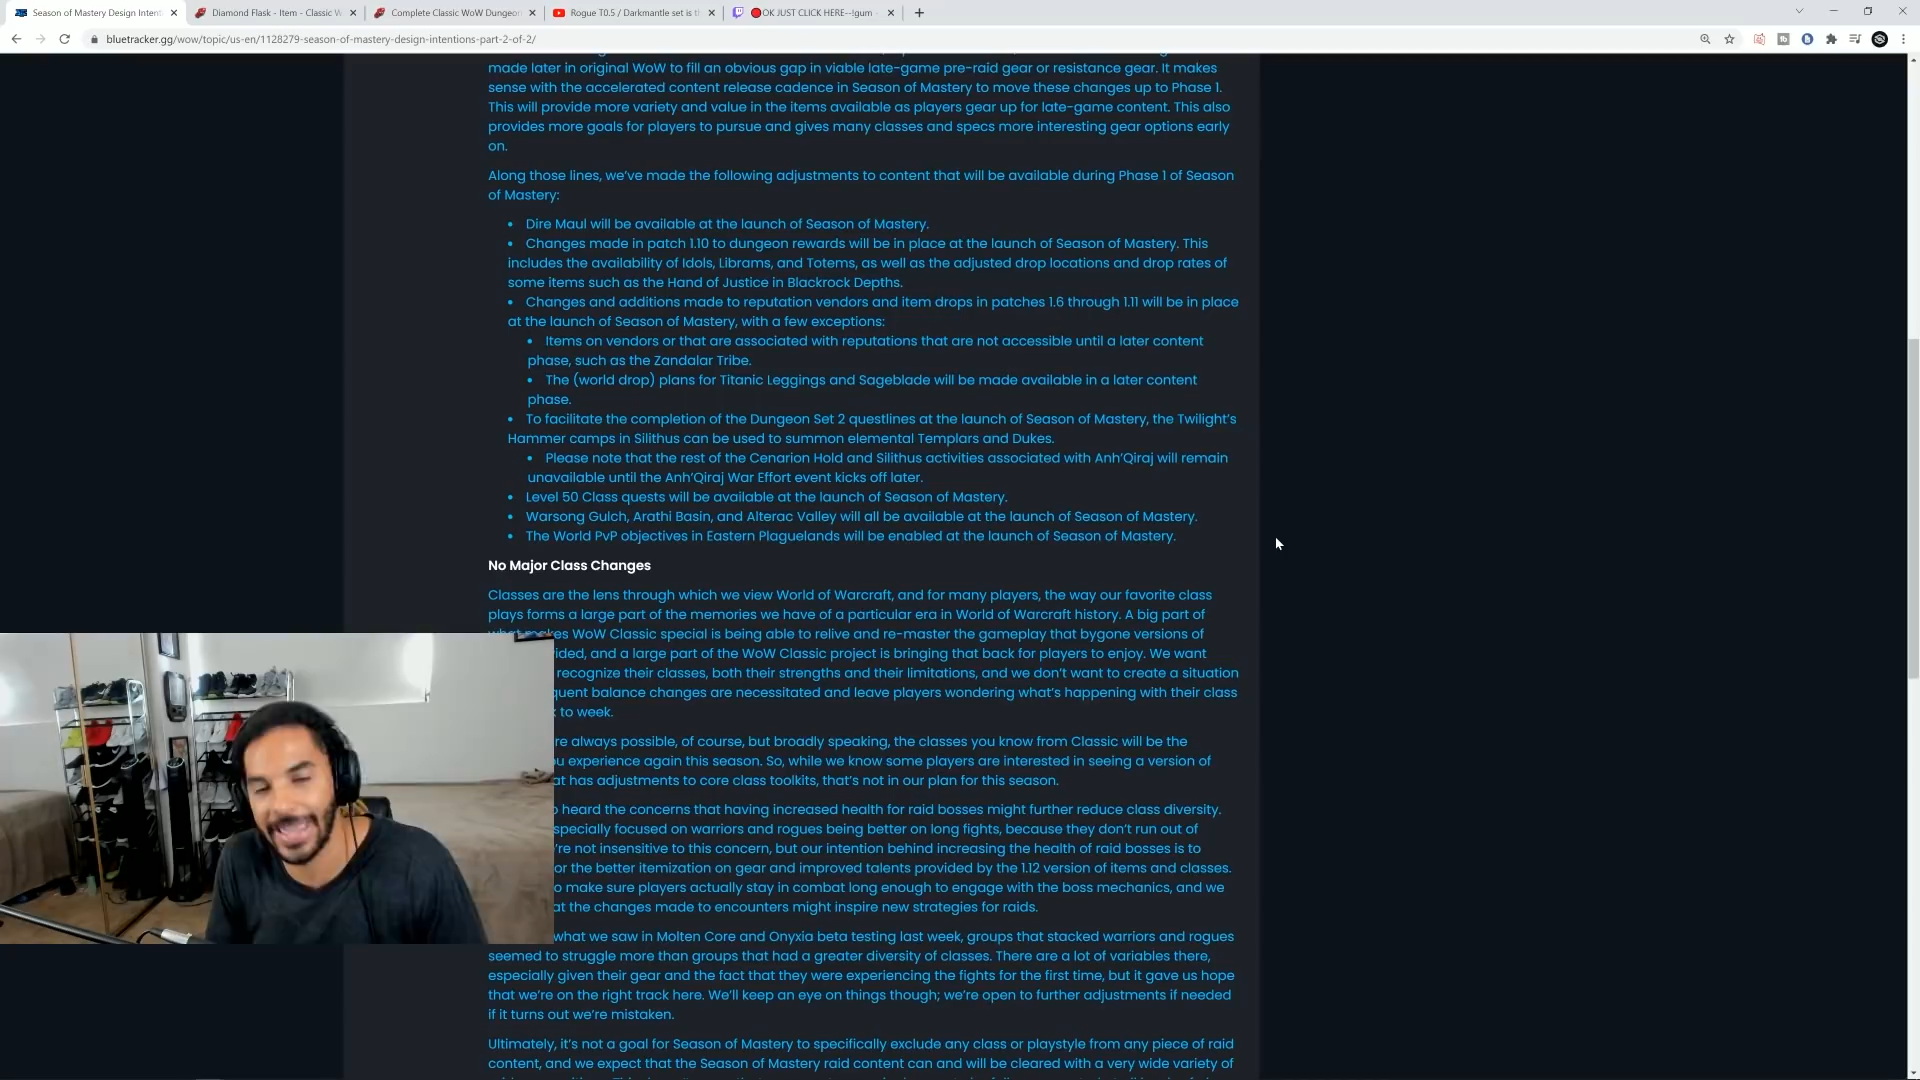 Season of Mastery Design Intent
Diamond Flask - Item - Classic W
Complete Classic WoW Dungeon
Rogue T0.5 / Darkmantle set is th
OK JUST CLICK HERE--!gum
bluetracker.gg/wow/topic/us-en/1128279-season-of-mastery-design-intentions-part-2-of-2/
made later in original WoW to fill an obvious gap in viable late-game pre-raid gear or resistance gear. It makes
sense with the accelerated content release cadence in Season of Mastery to move these changes up to Phase 1.
This will provide more variety and value in the items available as players gear up for late-game content. This also
provides more goals for players to pursue and gives many classes and specs more interesting gear options early
on.
Along those lines, we've made the following adjustments to content that will be available during Phase 1 of Season
of Mastery:
• Dire Maul will be available at the launch of Season of Mastery.
• Changes made in patch 1.10 to dungeon rewards will be in place at the launch of Season of Mastery. This
includes the availability of Idols, Librams, and Totems, as well as the adjusted drop locations and drop rates of
some items such as the Hand of Justice in Blackrock Depths.
• Changes and additions made to reputation vendors and item drops in patches 1.6 through 1.11 will be in place
at the launch of Season of Mastery, with a few exceptions:
• Items on vendors or that are associated with reputations that are not accessible until a later content
phase, such as the Zandalar Tribe.
• The (world drop) plans for Titanic Leggings and Sageblade will be made available in a later content
phase.
• To facilitate the completion of the Dungeon Set 2 questlines at the launch of Season of Mastery, the Twilight's
Hammer camps in Silithus can be used to summon elemental Templars and Dukes.
• Please note that the rest of the Cenarion Hold and Silithus activities associated with Anh'Qiraj will remain
unavailable until the Anh'Qiraj War Effort event kicks off later.
• Level 50 Class quests will be available at the launch of Season of Mastery.
• Warsong Gulch, Arathi Basin, and Alterac Valley will all be available at the launch of Season of Mastery.
• The World PvP objectives in Eastern Plaguelands will be enabled at the launch of Season of Mastery.
No Major Class Changes
Classes are the lens through which we view World of Warcraft, and for many players, the way our favorite class
plays forms a large part of the memories we have of a particular era in World of Warcraft history. A big part of
what makes WoW Classic special is being able to relive and re-master the gameplay that bygone versions of
ided, and a large part of the WoW Classic project is bringing that back for players to enjoy. We want
recognize their classes, both their strengths and their limitations, and we don't want to create a situation
quent balance changes are necessitated and leave players wondering what's happening with their class
to week.
re always possible, of course, but broadly speaking, the classes you know from Classic will be the
u experience again this season. So, while we know some players are interested in seeing a version of
at has adjustments to core class toolkits, that's not in our plan for this season.
o heard the concerns that having increased health for raid bosses might further reduce class diversity.
specially focused on warriors and rogues being better on long fights, because they don't run out of
're not insensitive to this concern, but our intention behind increasing the health of raid bosses is to
or the better itemization on gear and improved talents provided by the 1.12 version of items and classes.
o make sure players actually stay in combat long enough to engage with the boss mechanics, and we
at the changes made to encounters might inspire new strategies for raids.
what we saw in Molten Core and Onyxia beta testing last week, groups that stacked warriors and rogues
seemed to struggle more than groups that had a greater diversity of classes. There are a lot of variables there,
especially given their gear and the fact that they were experiencing the fights for the first time, but it gave us hope
that we're on the right track here. We'll keep an eye on things though; we're open to further adjustments if needed
if it turns out we're mistaken.
Ultimately, it's not a goal for Season of Mastery to specifically exclude any class or playstyle from any piece of raid
content, and we expect that the Season of Mastery raid content can and will be cleared with a very wide variety of